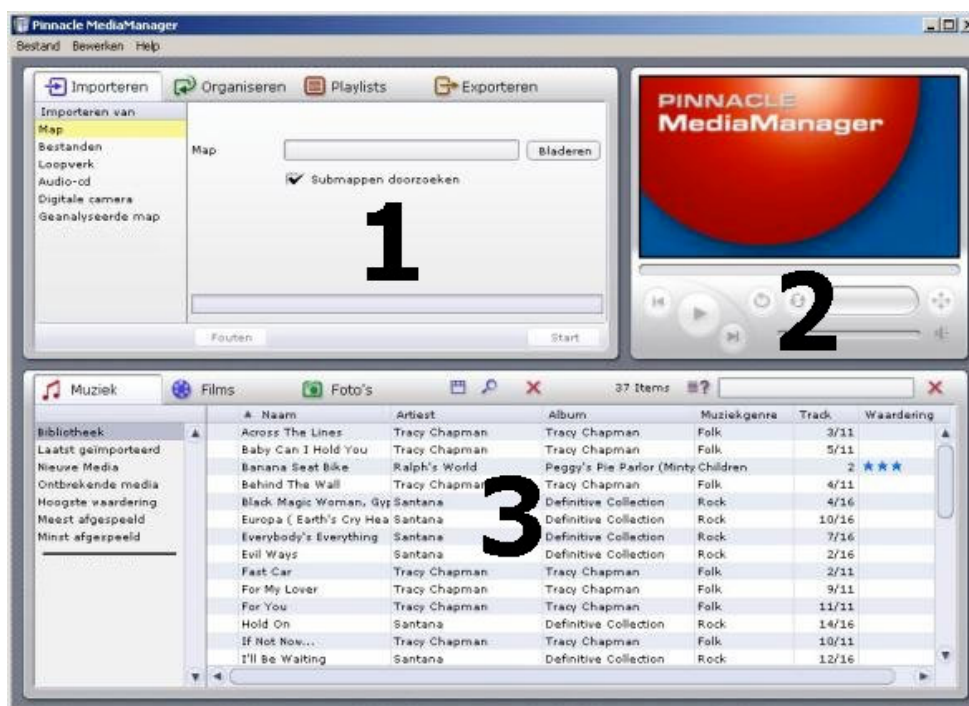 Pinnacle MediaManager
Bestand Bewerken Help
Importeren Organiseren Playlists Exporteren
Importeren van
Map
Bestanden
Loopverk
Audio-cd
Digitale camera
Geanalyseerde map
Map Bladeren
Submappen doorzoeken
1
Fouten Start
PINNACLE
MediaManager
2
Muziek Films Foto's 37 Items ?
Bibliotheek
Laatst geïmporteerd
Nieuwe Media
Ontbrekende media
Hoogste waardering
Meest afgespeeld
Minst afgespeeld
Naam Artiest Album Muziekgenre Track Waardering
Across The Lines Tracy Chapman Tracy Chapman Folk 3/11
Baby Can I Hold You Tracy Chapman Tracy Chapman Folk 5/11
Banana Seat Bike Ralph's World Peggy's Pie Parlor (Minty Children 2
Behind The Wall Tracy Chapman Tracy Chapman Folk 4/11
Black Magic Woman, Gyp Santana Definitive Collection Rock 4/16
Europa ( Earth's Cry Hea Santana Definitive Collection Rock 10/16
Everybody's Everything Santana Definitive Collection Rock 7/16
Evil Ways Santana Definitive Collection Rock 2/16
Fast Car Tracy Chapman Tracy Chapman Folk 2/11
For My Lover Tracy Chapman Tracy Chapman Folk 9/11
For You Tracy Chapman Tracy Chapman Folk 11/11
Hold On Santana Definitive Collection Rock 14/16
If Not Now... Tracy Chapman Tracy Chapman Folk 10/11
I'll Be Waiting Santana Definitive Collection Rock 12/16
3